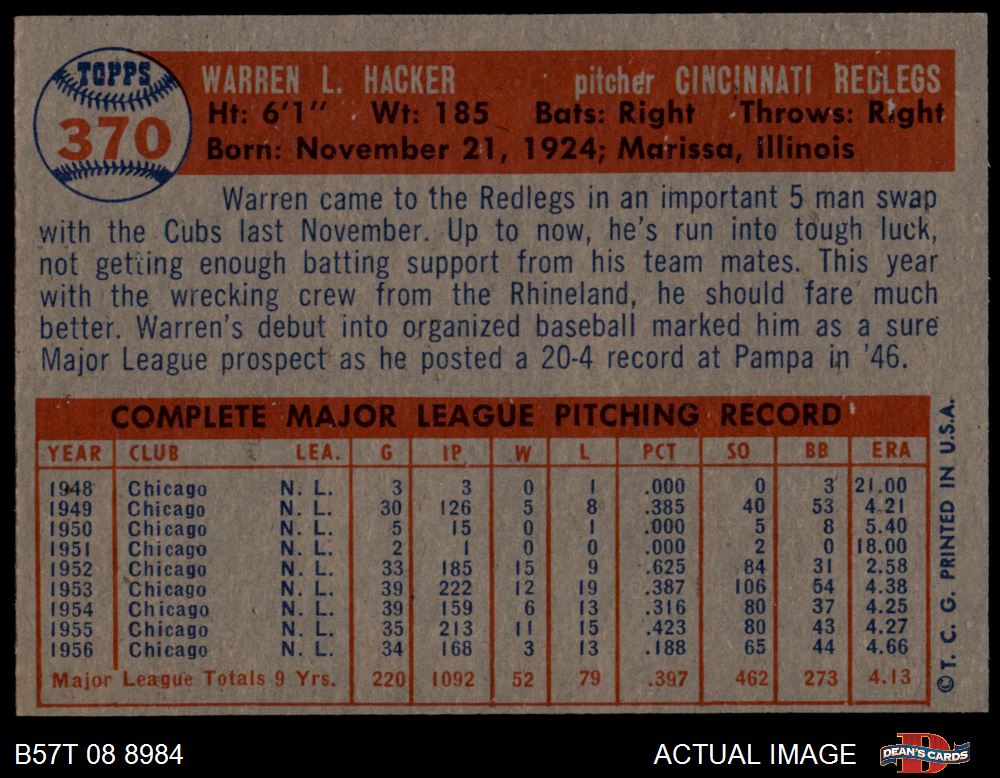 TOPPS
370
WARREN L. HACKER pitcher CINCINNATI REDLEGS
Ht: 6'1" Wt: 185 Bats: Right Throws: Right
Born: November 21, 1924; Marissa, Illinois
Warren came to the Redlegs in an important 5 man swap
with the Cubs last November. Up to now, he's run into tough luck,
not getting enough batting support from his team mates. This year
with the wrecking crew from the Rhineland, he should fare much
better. Warren's debut into organized baseball marked him as a sure
Major League prospect as he posted a 20-4 record at Pampa in '46.
COMPLETE MAJOR LEAGUE PITCHING RECORD
YEAR CLUB LEA. G IP W L PCT SO BB ERA
1948 Chicago N. L. 3 3 0 1 .000 0 3 21.00
1949 Chicago N. L. 30 126 5 8 .385 40 53 4.21
1950 Chicago N. L. 5 15 0 1 .000 5 8 5.40
1951 Chicago N. L. 2 1 0 0 .000 2 0 18.00
1952 Chicago N. L. 33 185 15 9 .625 84 31 2.58
1953 Chicago N. L. 39 222 12 19 .387 106 54 4.38
1954 Chicago N. L. 39 159 6 13 .316 80 37 4.25
1955 Chicago N. L. 35 213 11 15 .423 80 43 4.27
1956 Chicago N. L. 34 168 3 13 .188 65 44 4.66
Major League Totals 9 Yrs. 220 1092 52 79 .397 462 273 4.13
©T. C. G. PRINTED IN U.S.A.
B57T 08 8984 ACTUAL IMAGE
DEAN'S CARDS